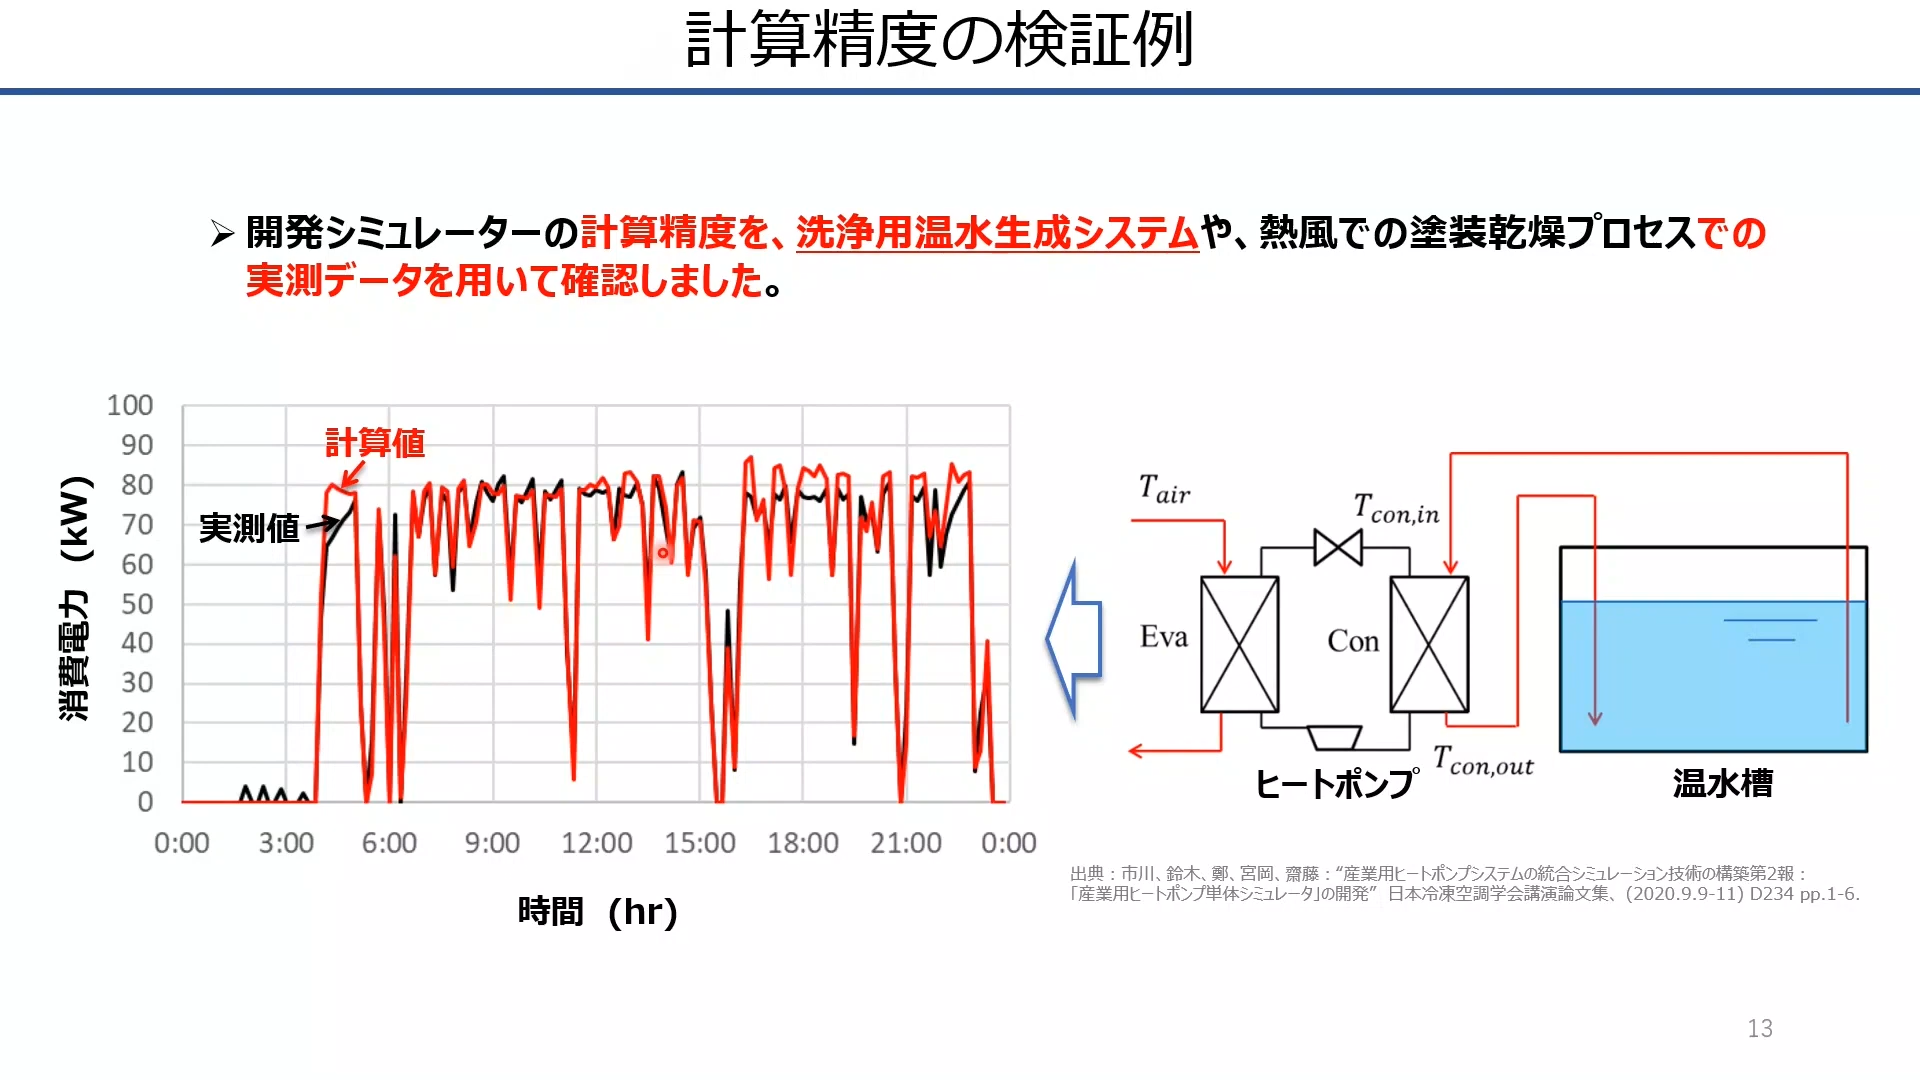 計算精度の検証例
➢ 開発シミュレーターの計算精度を、洗浄用温水生成システムや、熱風での塗装乾燥プロセスでの
実測データを用いて確認しました。
100
90
80
70
60
50
40
30
20
10
0
計算値
実測値
消費電力 (kW)
0:00 3:00 6:00 9:00 12:00 15:00 18:00 21:00 0:00
時間 (hr)
Tair
Tcon,in
Eva
Con
Tcon,out
ヒートポンプ
温水槽
出典：市川、鈴木、鄭、宮岡、齋藤：“産業用ヒートポンプシステムの統合シミュレーション技術の構築第2報：
「産業用ヒートポンプ単体シミュレータ」の開発” 日本冷凍空調学会講演論文集、(2020.9.9-11) D234 pp.1-6.
13